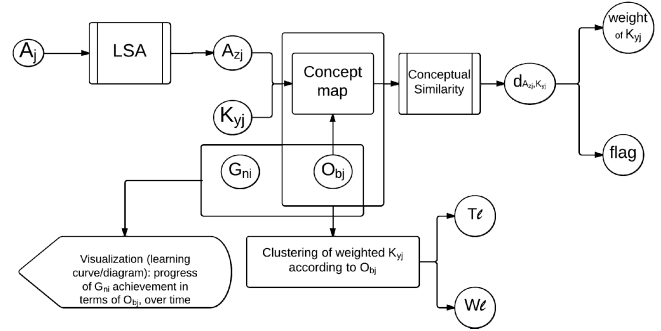 Aj
LSA
Azj
Kyj
Concept
map
Conceptual
Similarity
dAzj,Kyj
weight
of Kyj
flag
Gni
Obj
Visualization (learning
curve/diagram): progress
of Gni achievement in
terms of Obj, over time
Clustering of weighted Kyj
according to Obj
Tℓ
Wℓ